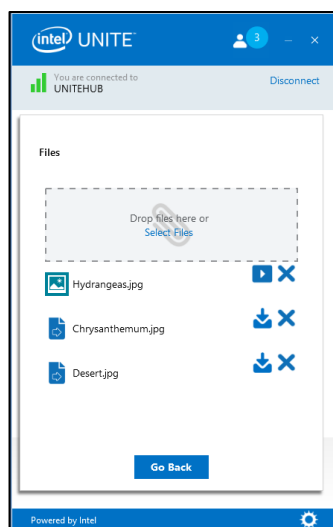 intel UNITE™
3
You are connected to
UNITEHUB
Disconnect
Files
Drop files here or
Select Files
Hydrangeas.jpg
Chrysanthemum.jpg
Desert.jpg
Go Back
Powered by Intel